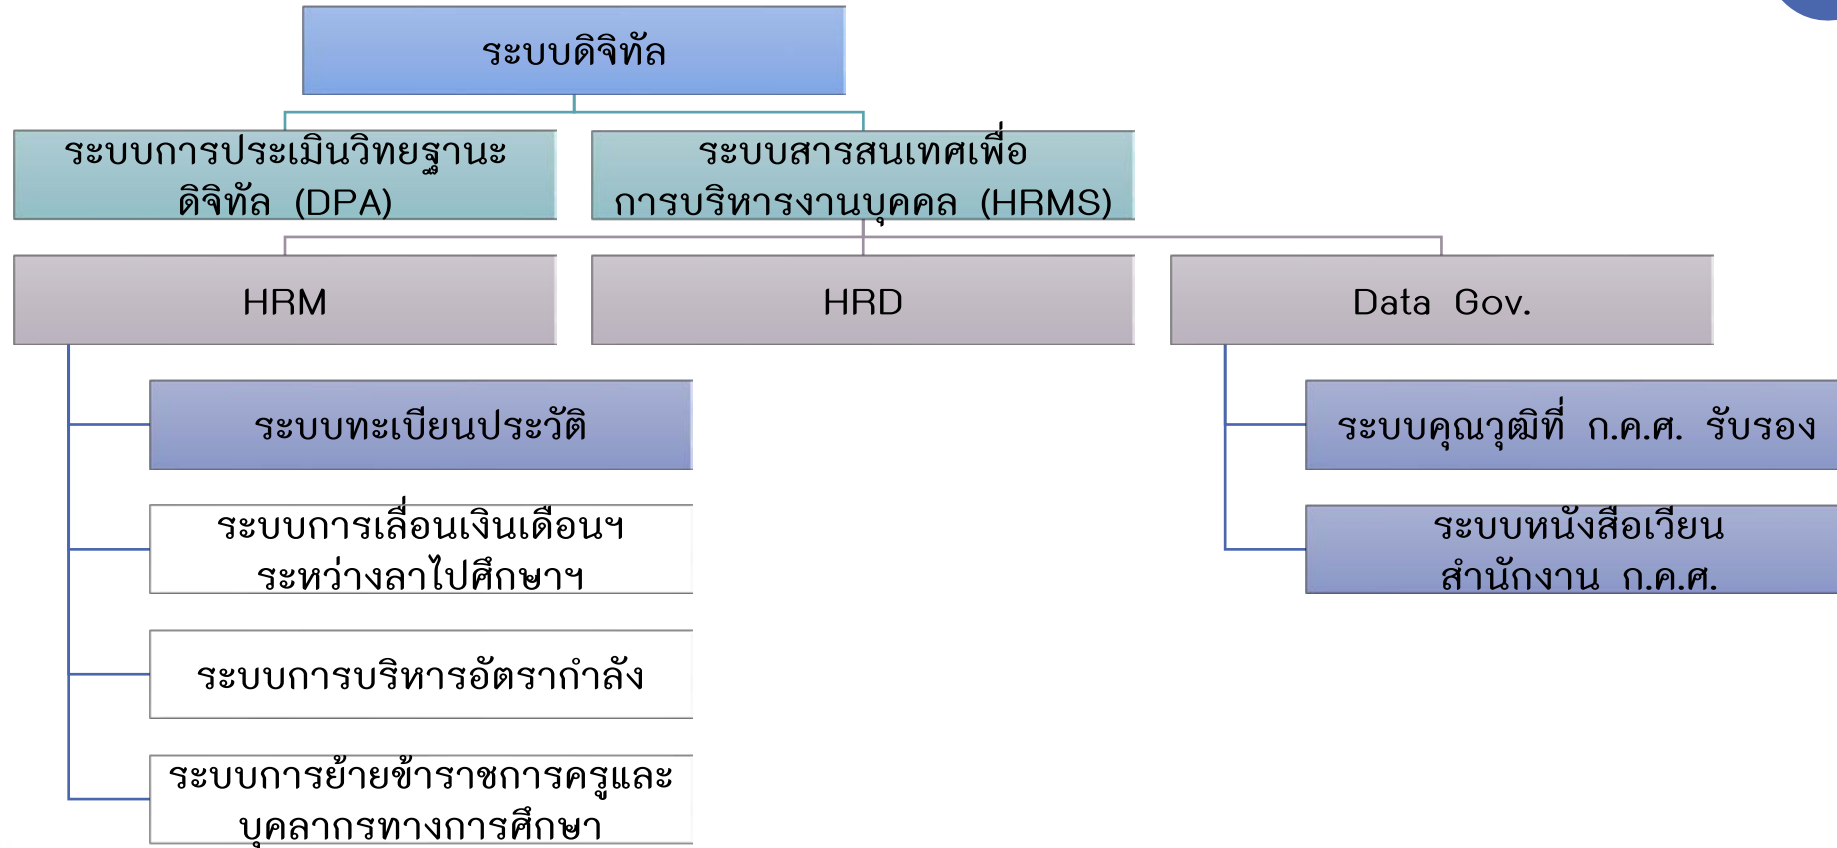 ระบบดิจิทัล
ระบบการประเมินวิทยฐานะ
ดิจิทัล (DPA)
ระบบสารสนเทศเพื่อ
การบริหารงานบุคคล (HRMS)
HRM
HRD
Data Gov.
ระบบทะเบียนประวัติ
ระบบการเลื่อนเงินเดือนฯ
ระหว่างลาไปศึกษาฯ
ระบบการบริหารอัตรากำลัง
ระบบการย้ายข้าราชการครูและ
บุคลากรทางการศึกษา
ระบบคุณวุฒิที่ ก.ค.ศ. รับรอง
ระบบหนังสือเวียน
สำนักงาน ก.ค.ศ.